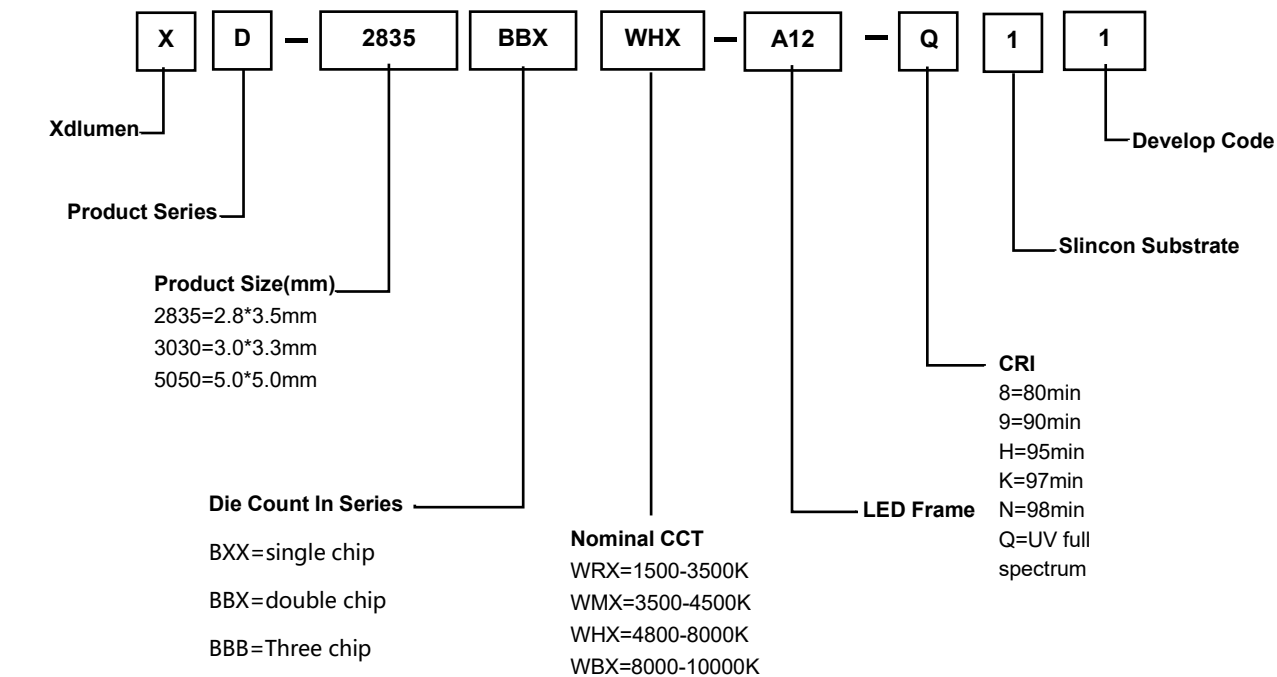 X D – 2835 BBX WHX – A12 – Q 1 1
Xdlumen
Develop Code
Product Series
Slincon Substrate
Product Size(mm)
2835=2.8*3.5mm
3030=3.0*3.3mm
5050=5.0*5.0mm
CRI
8=80min
9=90min
H=95min
K=97min
N=98min
Q=UV full
spectrum
Die Count In Series
BXX=single chip
BBX=double chip
BBB=Three chip
LED Frame
Nominal CCT
WRX=1500-3500K
WMX=3500-4500K
WHX=4800-8000K
WBX=8000-10000K